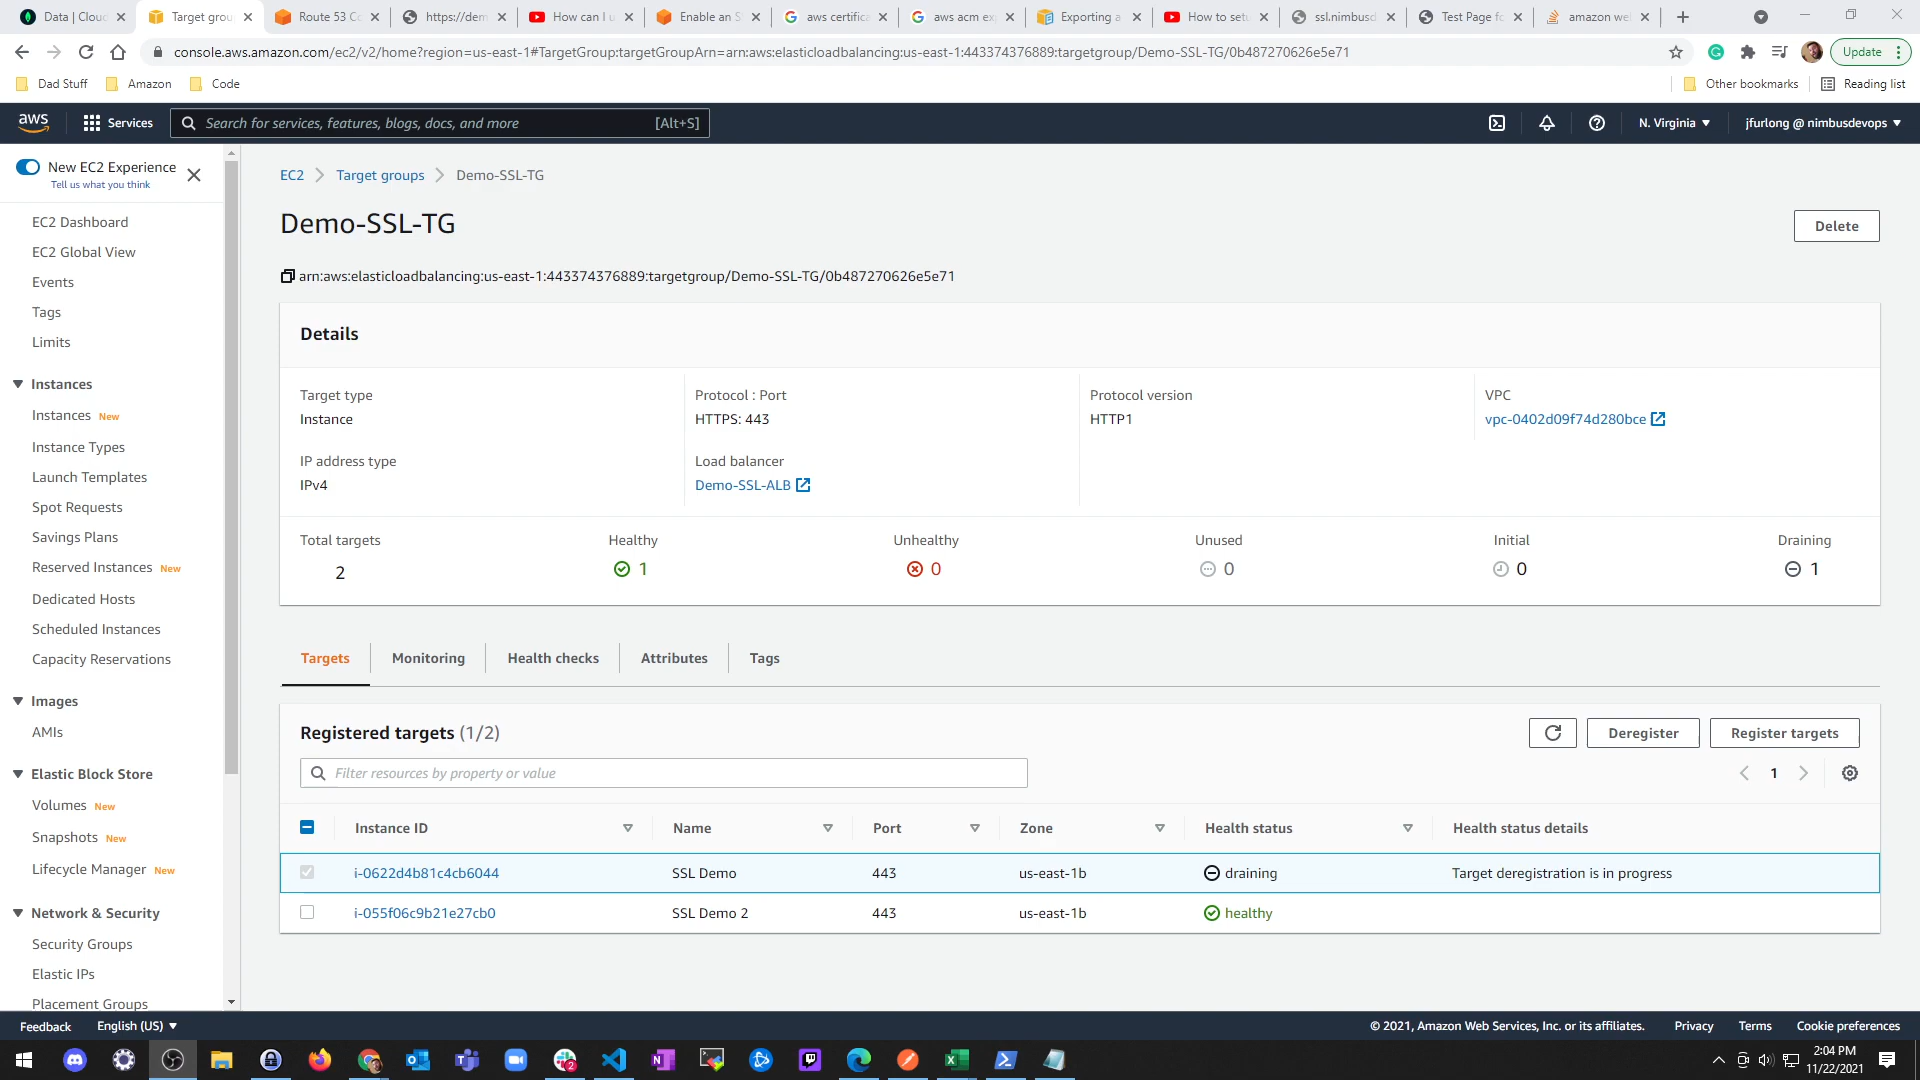 Data | Cloud
Target grou
Route 53 Co
https://dem
How can I u
Enable an S
aws certifica
aws acm exp
Exporting a
How to setu
ssl.nimbusd
Test Page fo
amazon we
console.aws.amazon.com/ec2/v2/home?region=us-east-1#TargetGroup:targetGroupArn=arn:aws:elasticloadbalancing:us-east-1:443374376889:targetgroup/Demo-SSL-TG/0b487270626e5e71
Update
Dad Stuff
Amazon
Code
Other bookmarks
Reading list
aws
Services
Search for services, features, blogs, docs, and more
[Alt+S]
N. Virginia
jfurlong @ nimbusdevops
New EC2 Experience
Tell us what you think
EC2 Dashboard
EC2 Global View
Events
Tags
Limits
Instances
Instances New
Instance Types
Launch Templates
Spot Requests
Savings Plans
Reserved Instances New
Dedicated Hosts
Scheduled Instances
Capacity Reservations
Images
AMIs
Elastic Block Store
Volumes New
Snapshots New
Lifecycle Manager New
Network & Security
Security Groups
Elastic IPs
Placement Groups
EC2
Target groups
Demo-SSL-TG
Demo-SSL-TG
Delete
arn:aws:elasticloadbalancing:us-east-1:443374376889:targetgroup/Demo-SSL-TG/0b487270626e5e71
Details
Target type
Instance
Protocol : Port
HTTPS: 443
Protocol version
HTTP1
VPC
vpc-0402d09f74d280bce
IP address type
IPv4
Load balancer
Demo-SSL-ALB
Total targets
2
Healthy
1
Unhealthy
0
Unused
0
Initial
0
Draining
1
Targets
Monitoring
Health checks
Attributes
Tags
Registered targets (1/2)
Deregister
Register targets
Filter resources by property or value
1
Instance ID
Name
Port
Zone
Health status
Health status details
i-0622d4b81c4cb6044
SSL Demo
443
us-east-1b
draining
Target deregistration is in progress
i-055f06c9b21e27cb0
SSL Demo 2
443
us-east-1b
healthy
Feedback
English (US)
© 2021, Amazon Web Services, Inc. or its affiliates.
Privacy
Terms
Cookie preferences
2:04 PM
11/22/2021